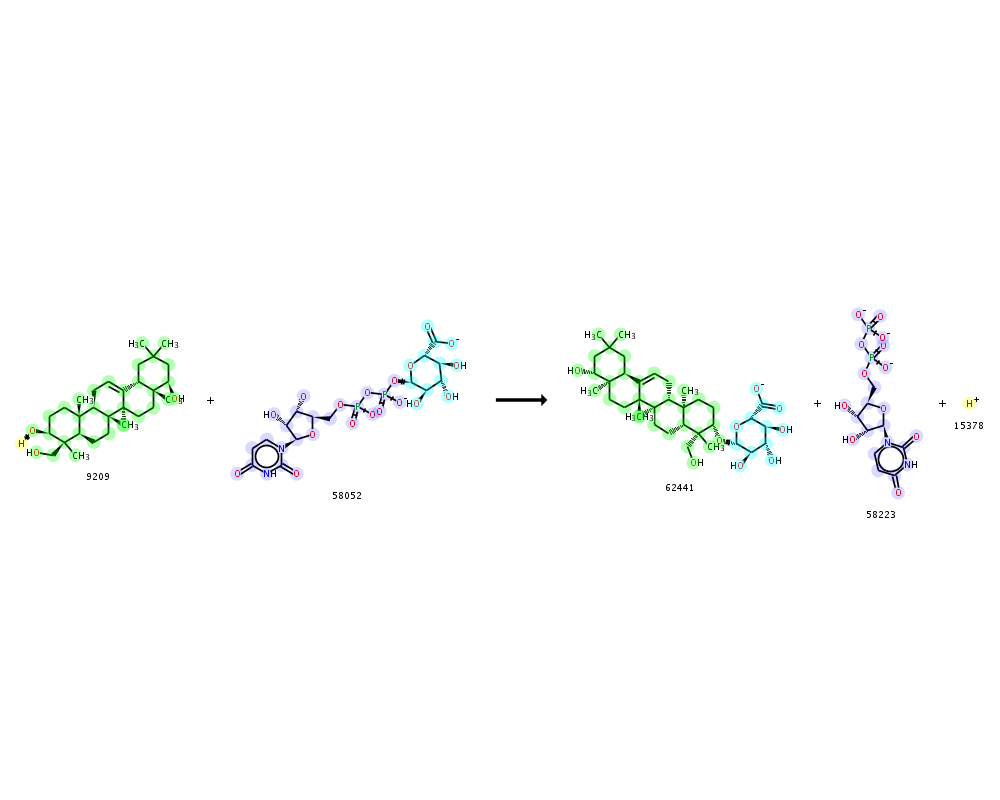 H₃C CH₃
CH₃ OH
O CH₃
H
HO CH₃
9209
+
O O⁻
O OH
HO O O P O P O⁻ HO OH
O N O
O NH O
58052
H₃C CH₃
HO
H₃C CH₃ O⁻
CH₃ O O
CH₃ O OH
OH HO OH
62441
+
O⁻ P O
O O⁻
O P O⁻
O
HO O
HO N O
NH
O
58223
+
H⁺
15378